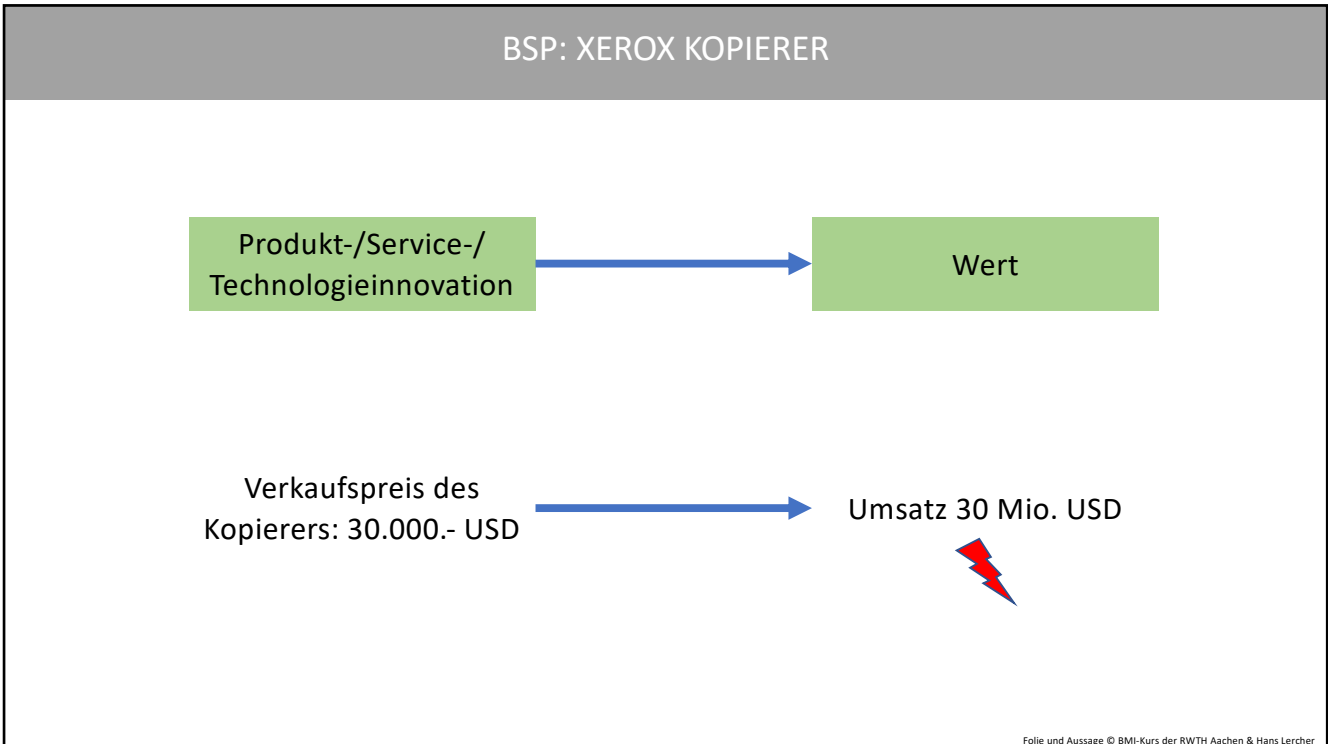 BSP: XEROX KOPIERER
Produkt-/Service-/
Technologieinnovation
Wert
Verkaufspreis des
Kopierers: 30.000.- USD
Umsatz 30 Mio. USD
Folie und Aussage © BMI-Kurs der RWTH Aachen & Hans Lercher